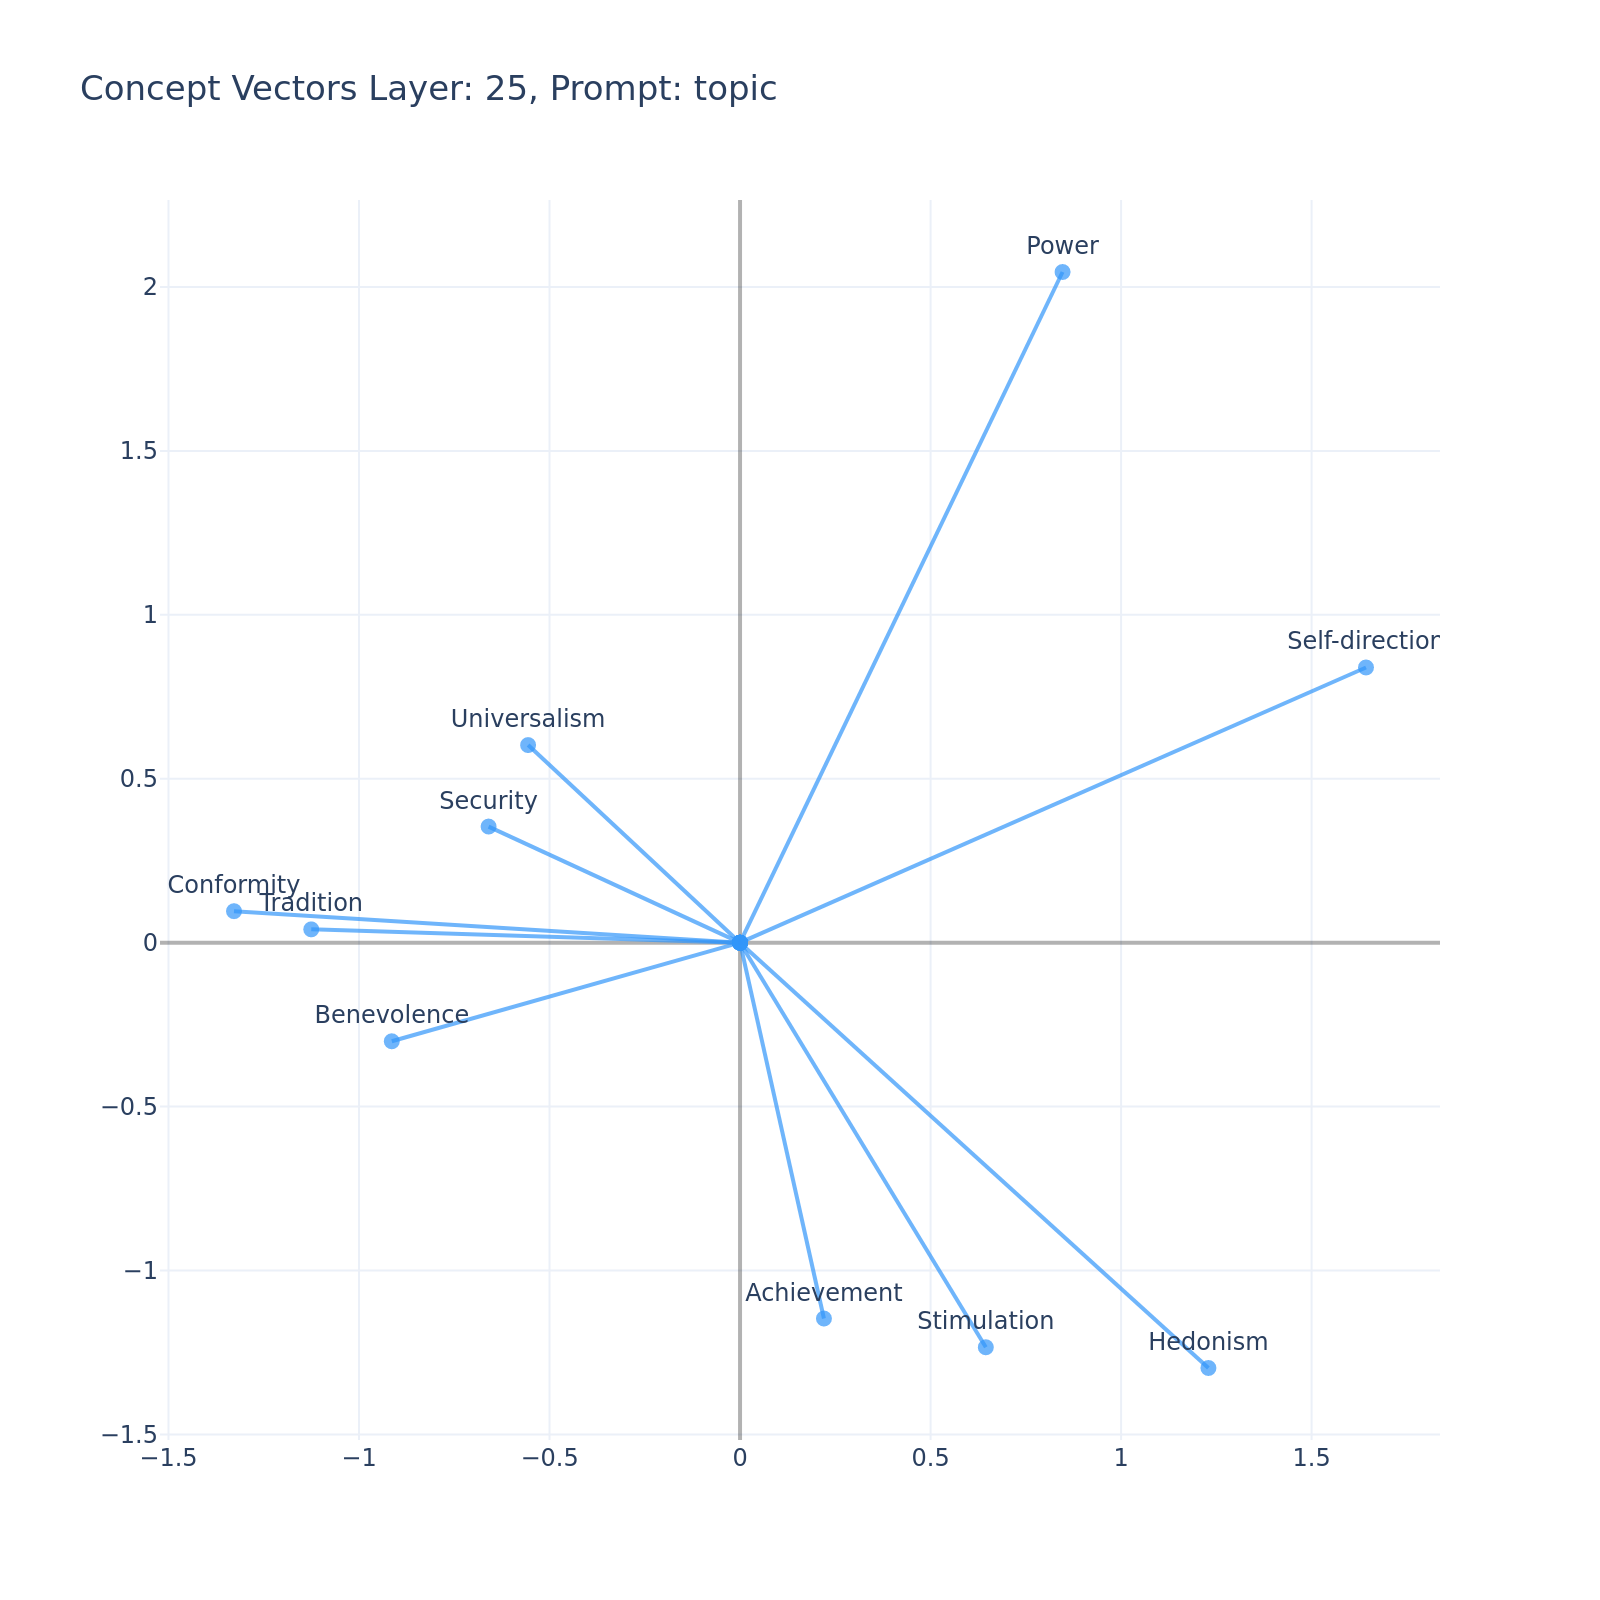 Concept Vectors Layer: 25, Prompt: topic
Power
2
1.5
1
Self-direction
Universalism
0.5
Security
Conformity
Tradition
0
Benevolence
−0.5
−1
Achievement
Stimulation
Hedonism
−1.5
−1.5 −1 −0.5 0 0.5 1 1.5